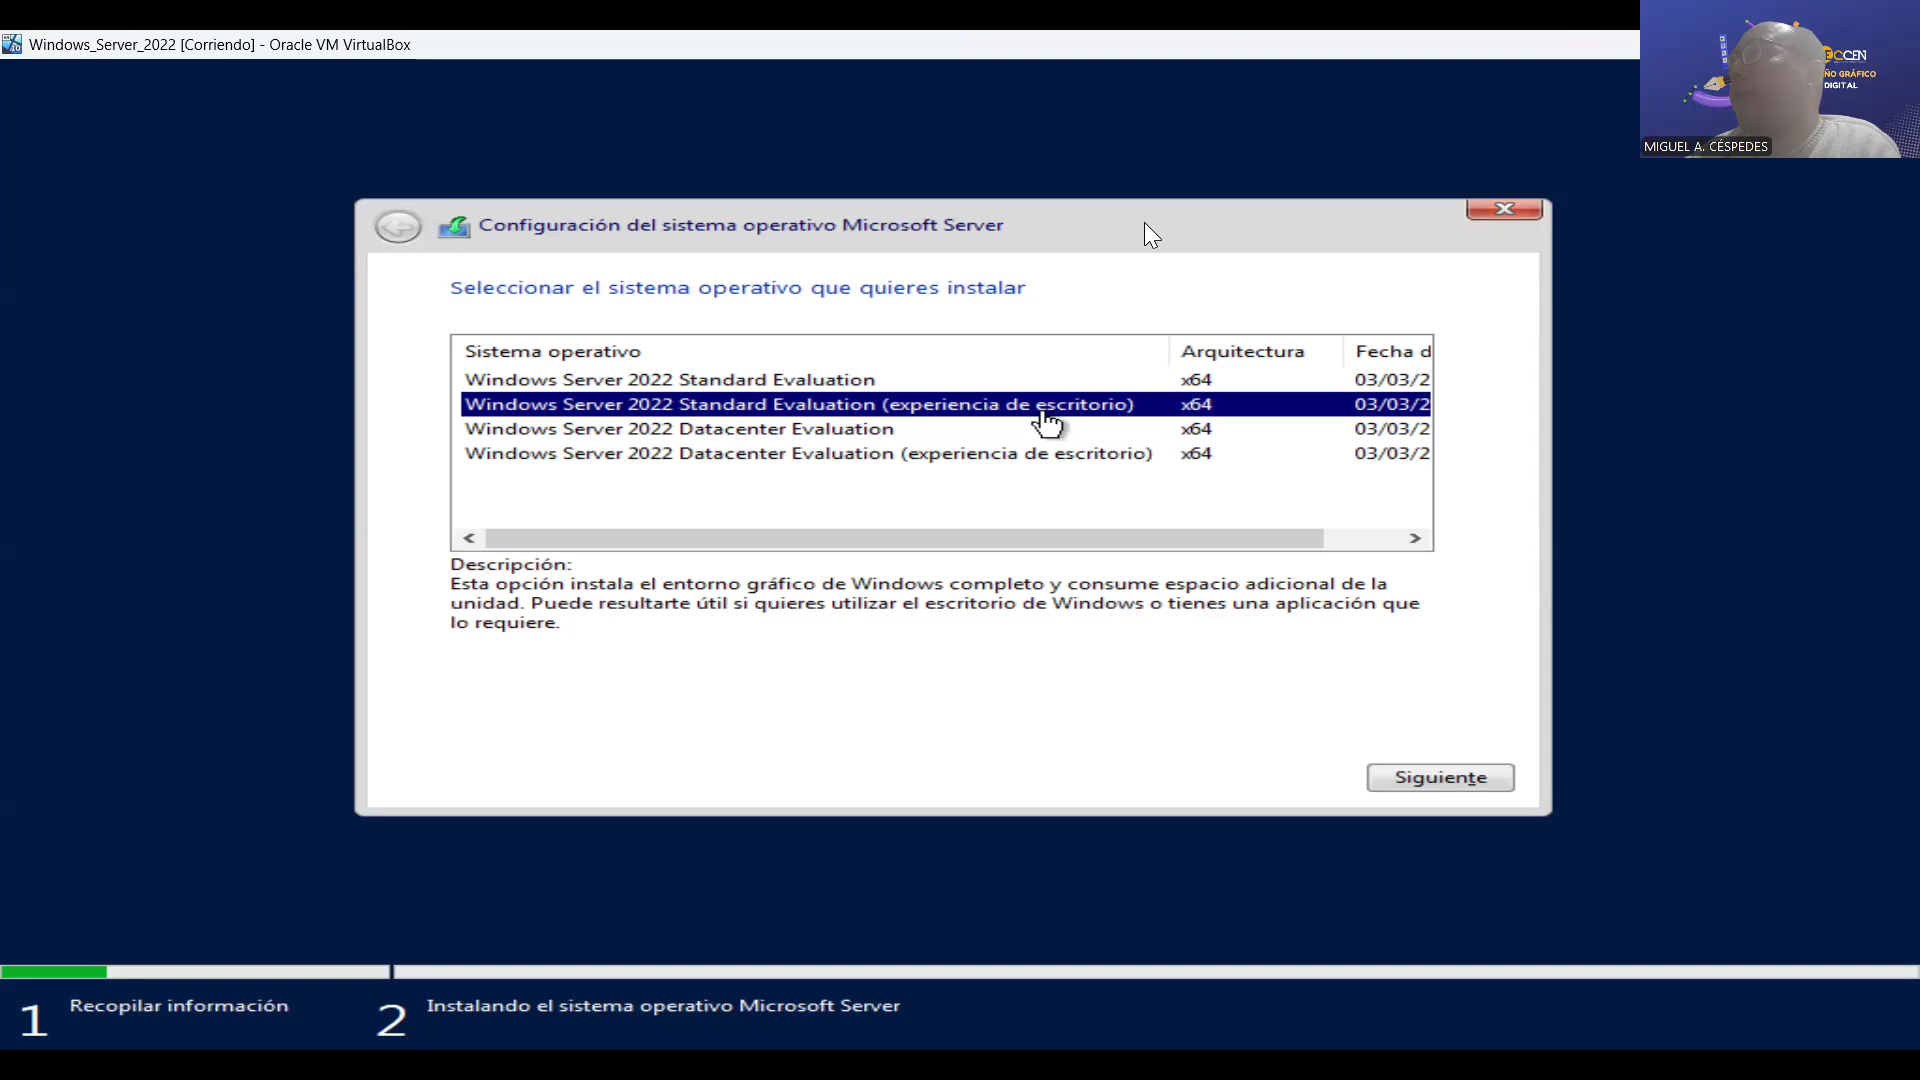 Windows_Server_2022 [Corriendo] - Oracle VM VirtualBox
CCEN
ÑO GRÁFICO
DIGITAL
MIGUEL A. CÉSPEDES
Configuración del sistema operativo Microsoft Server
Seleccionar el sistema operativo que quieres instalar
Sistema operativo Arquitectura Fecha d
Windows Server 2022 Standard Evaluation x64 03/03/2
Windows Server 2022 Standard Evaluation (experiencia de escritorio) x64 03/03/2
Windows Server 2022 Datacenter Evaluation x64 03/03/2
Windows Server 2022 Datacenter Evaluation (experiencia de escritorio) x64 03/03/2
Descripción:
Esta opción instala el entorno gráfico de Windows completo y consume espacio adicional de la
unidad. Puede resultarte útil si quieres utilizar el escritorio de Windows o tienes una aplicación que
lo requiere.
Siguiente
1 Recopilar información 2 Instalando el sistema operativo Microsoft Server